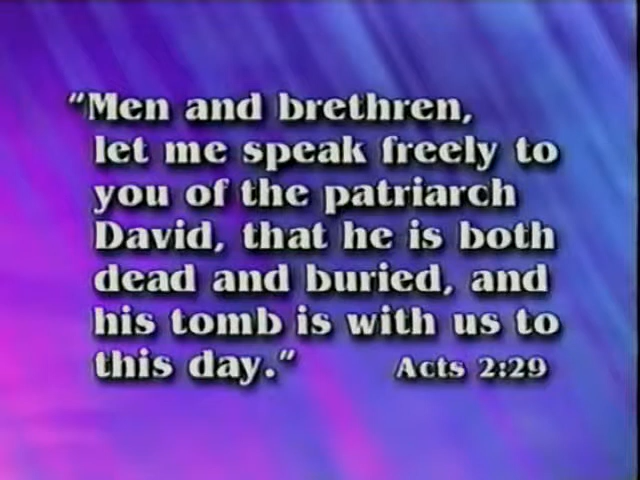 "Men and brethren,
let me speak freely to
you of the patriarch
David, that he is both
dead and buried, and
his tomb is with us to
this day."
Acts 2:29